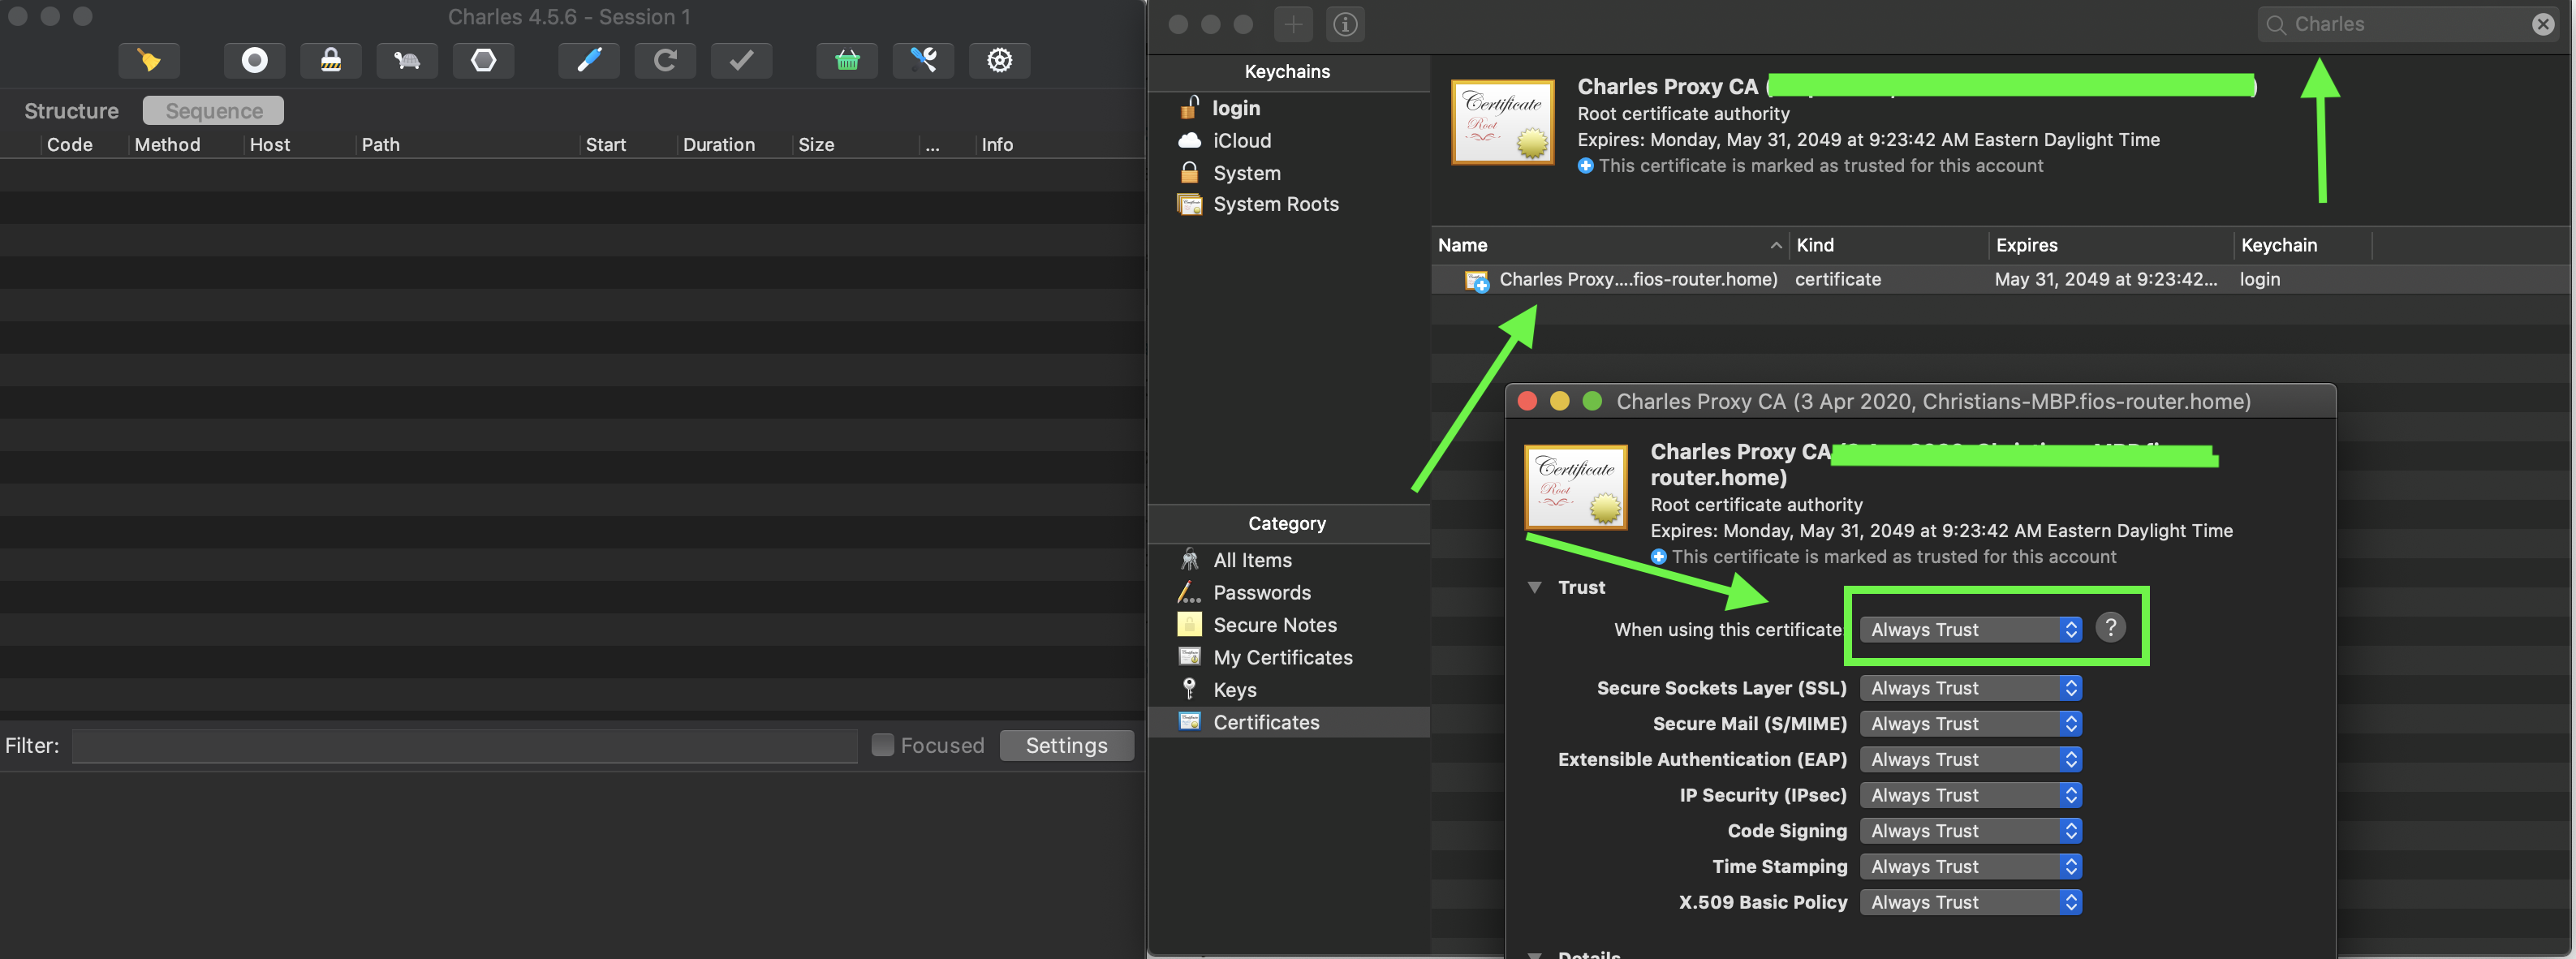 Charles 4.5.6 - Session 1
Structure
Sequence
Code Method Host Path Start Duration Size ... Info
Filter:
Focused
Settings
Charles
Keychains
login
iCloud
System
System Roots
Category
All Items
Passwords
Secure Notes
My Certificates
Keys
Certificates
Certificate
Root
Charles Proxy CA (
)
Root certificate authority
Expires: Monday, May 31, 2049 at 9:23:42 AM Eastern Daylight Time
This certificate is marked as trusted for this account
Name Kind Expires Keychain
Charles Proxy....fios-router.home) certificate May 31, 2049 at 9:23:42... login
Charles Proxy CA (3 Apr 2020, Christians-MBP.fios-router.home)
Certificate
Root
Charles Proxy CA
router.home)
Root certificate authority
Expires: Monday, May 31, 2049 at 9:23:42 AM Eastern Daylight Time
This certificate is marked as trusted for this account
Trust
When using this certificate: Always Trust ?
Secure Sockets Layer (SSL) Always Trust
Secure Mail (S/MIME) Always Trust
Extensible Authentication (EAP) Always Trust
IP Security (IPsec) Always Trust
Code Signing Always Trust
Time Stamping Always Trust
X.509 Basic Policy Always Trust
Details